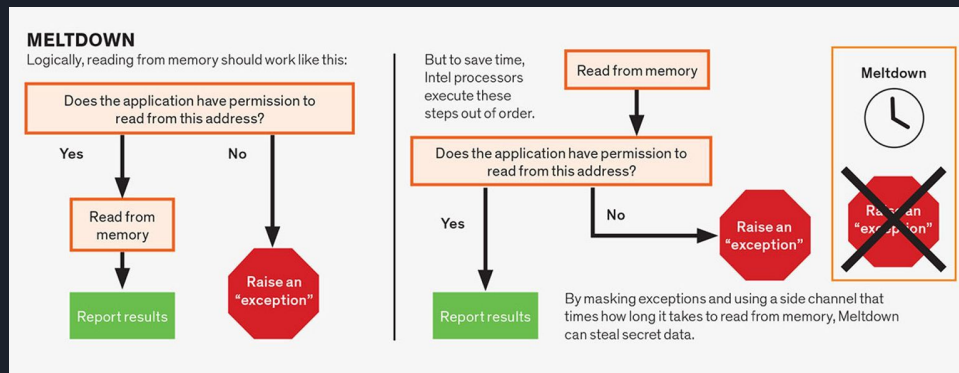 MELTDOWN
Logically, reading from memory should work like this:
Does the application have permission to
read from this address?
Yes
No
Read from
memory
Report results
Raise an
“exception”
But to save time,
Intel processors
execute these
steps out of order.
Read from memory
Does the application have permission to
read from this address?
Yes
No
Raise an
“exception”
Report results
By masking exceptions and using a side channel that
times how long it takes to read from memory, Meltdown
can steal secret data.
Meltdown
Raise an
“exception”